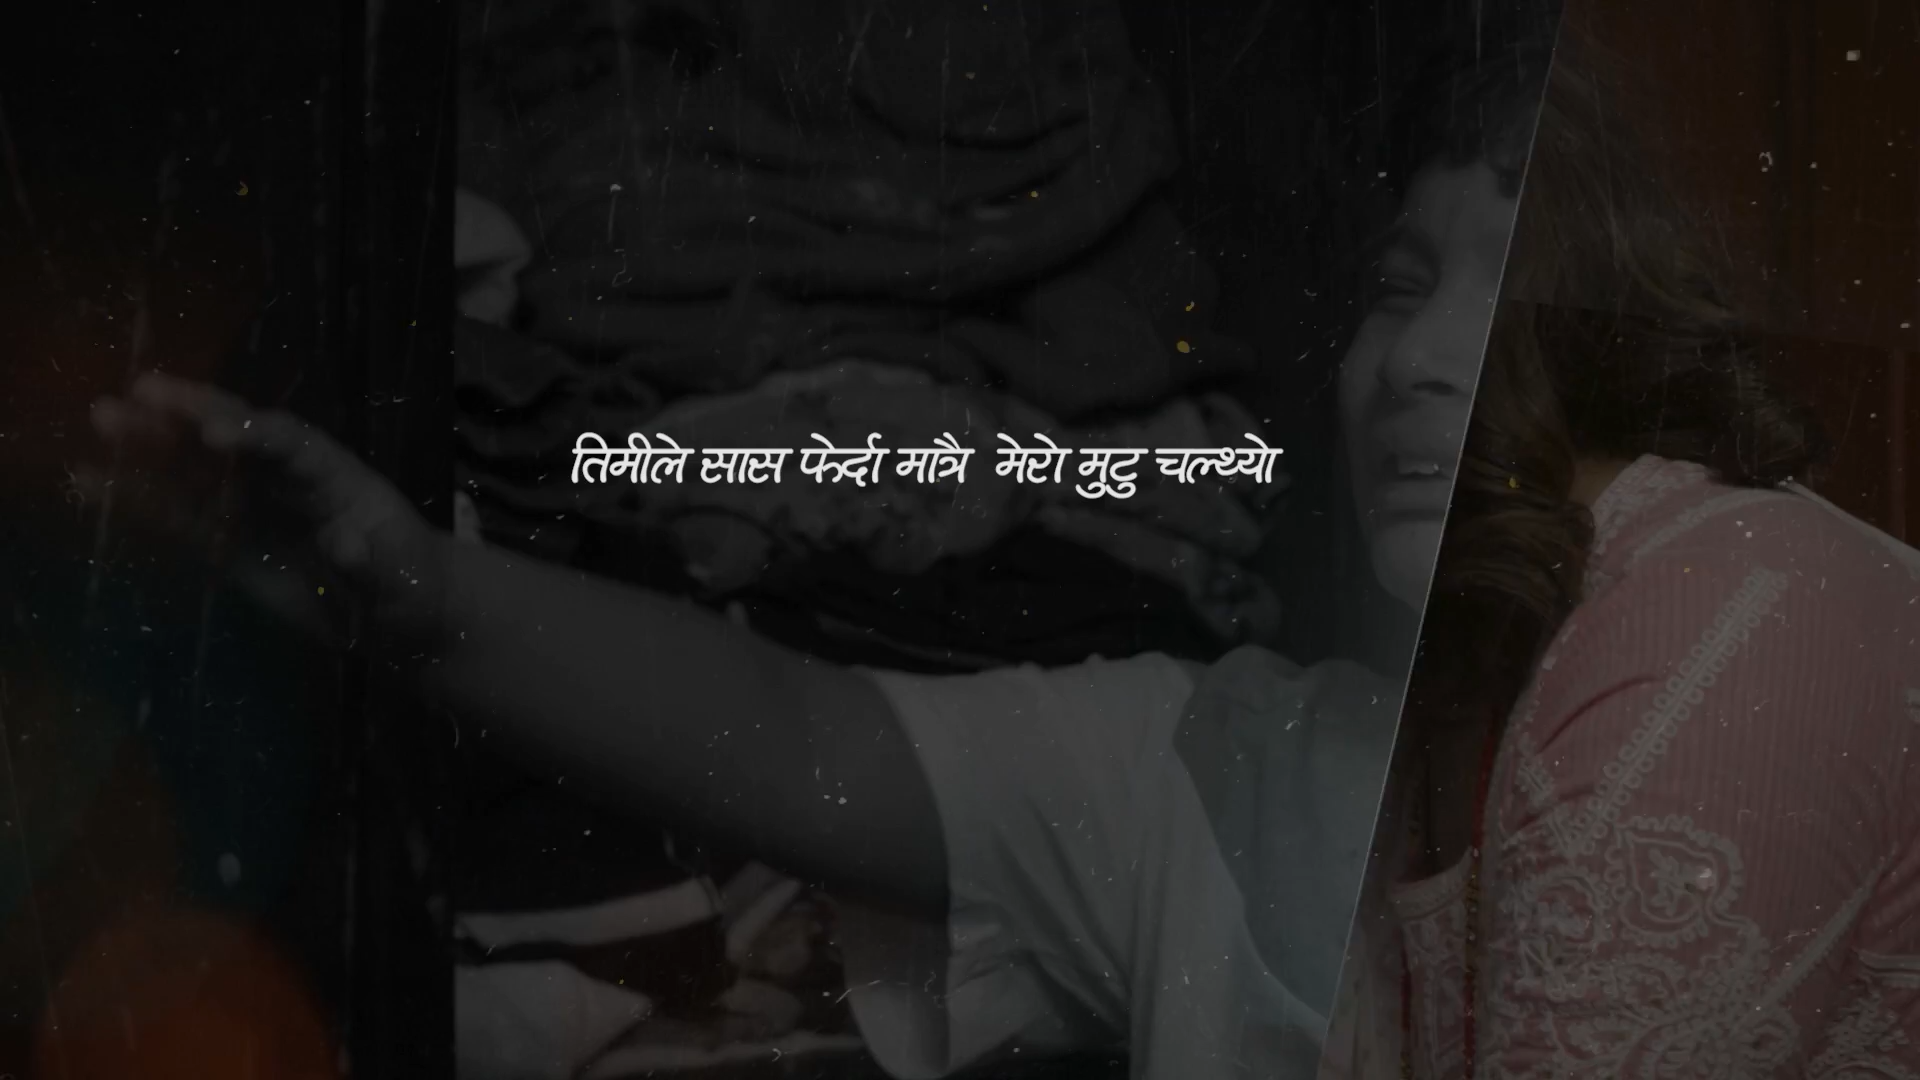 तिमीले सास फेर्दा मात्रै मेरो मुटु चल्थ्यो